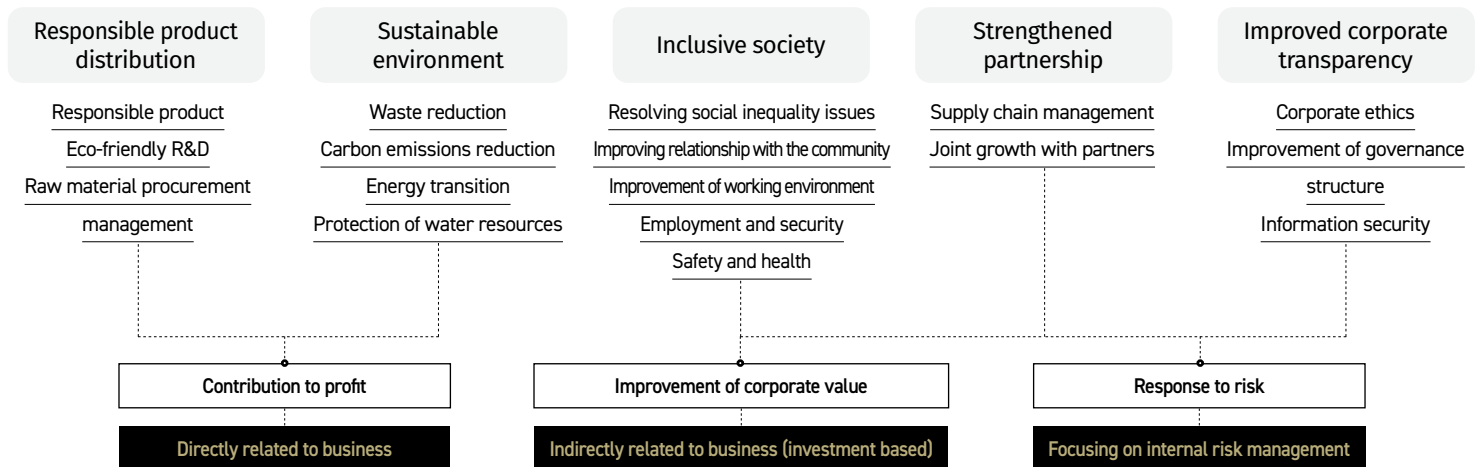 Responsible product
distribution
Responsible product
Eco-friendly R&D
Raw material procurement
management
Sustainable
environment
Waste reduction
Carbon emissions reduction
Energy transition
Protection of water resources
Inclusive society
Resolving social inequality issues
Improving relationship with the community
Improvement of working environment
Employment and security
Safety and health
Strengthened
partnership
Supply chain management
Joint growth with partners
Improved corporate
transparency
Corporate ethics
Improvement of governance
structure
Information security
Contribution to profit
Directly related to business
Improvement of corporate value
Indirectly related to business (investment based)
Response to risk
Focusing on internal risk management